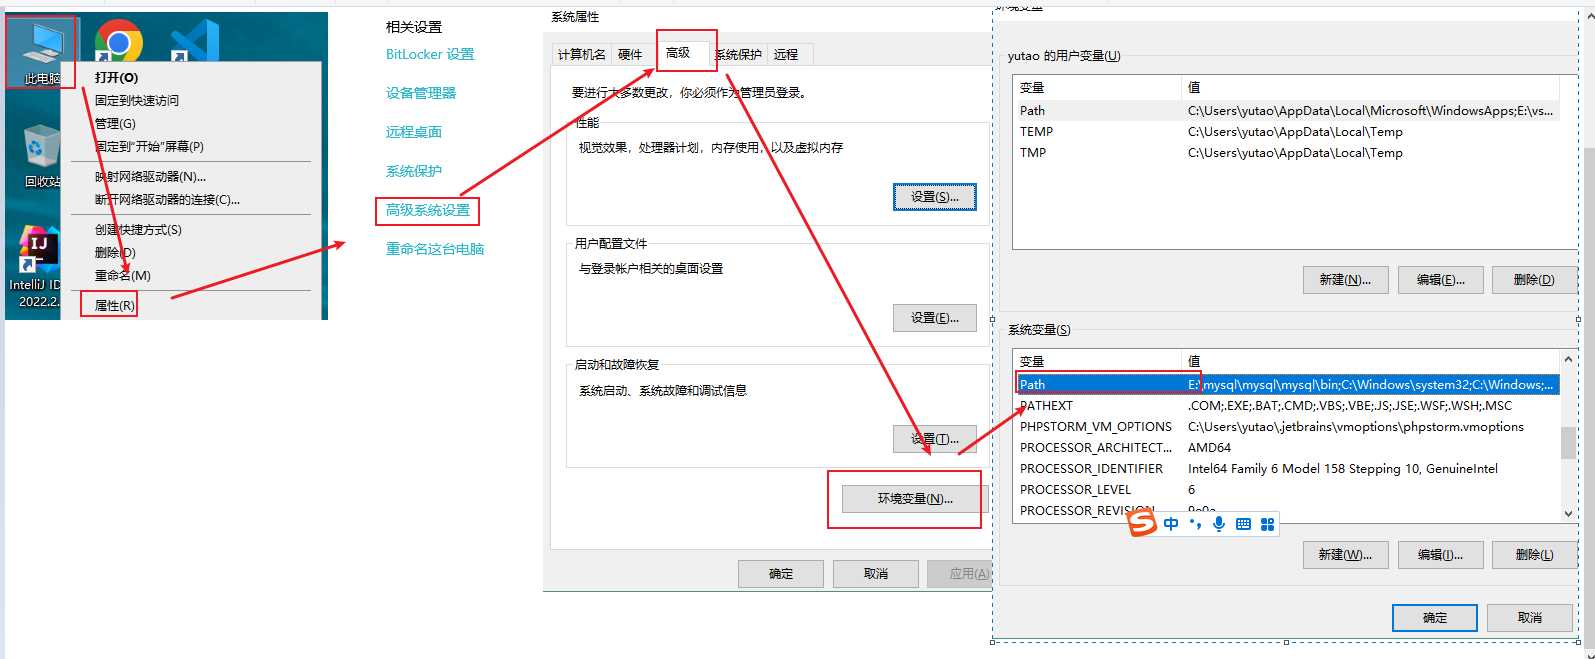 此电脑
回收站
IntelliJ ID
2022.2.
打开(O)
固定到快速访问
管理(G)
固定到"开始"屏幕(P)
映射网络驱动器(N)...
断开网络驱动器的连接(C)...
创建快捷方式(S)
删除(D)
重命名(M)
属性(R)
相关设置
BitLocker 设置
设备管理器
远程桌面
系统保护
高级系统设置
重命名这台电脑
系统属性
计算机名
硬件
高级
系统保护
远程
要进行大多数更改，你必须作为管理员登录。
性能
视觉效果，处理器计划，内存使用，以及虚拟内存
设置(S)...
用户配置文件
与登录帐户相关的桌面设置
设置(E)...
启动和故障恢复
系统启动、系统故障和调试信息
设置(T)...
环境变量(N)...
确定
取消
应用(A)
环境变量
yutao 的用户变量(U)
变量 值
Path C:\Users\yutao\AppData\Local\Microsoft\WindowsApps;E:\vs...
TEMP C:\Users\yutao\AppData\Local\Temp
TMP C:\Users\yutao\AppData\Local\Temp
新建(N)...
编辑(E)...
删除(D)
系统变量(S)
变量 值
Path E:\mysql\mysql\mysql\bin;C:\Windows\system32;C:\Windows;...
PATHEXT .COM;.EXE;.BAT;.CMD;.VBS;.VBE;.JS;.JSE;.WSF;.WSH;.MSC
PHPSTORM_VM_OPTIONS C:\Users\yutao\.jetbrains\vmoptions\phpstorm.vmoptions
PROCESSOR_ARCHITECT... AMD64
PROCESSOR_IDENTIFIER Intel64 Family 6 Model 158 Stepping 10, GenuineIntel
PROCESSOR_LEVEL 6
PROCESSOR_REVISION 9e0a
中
新建(W)...
编辑(I)...
删除(L)
确定
取消